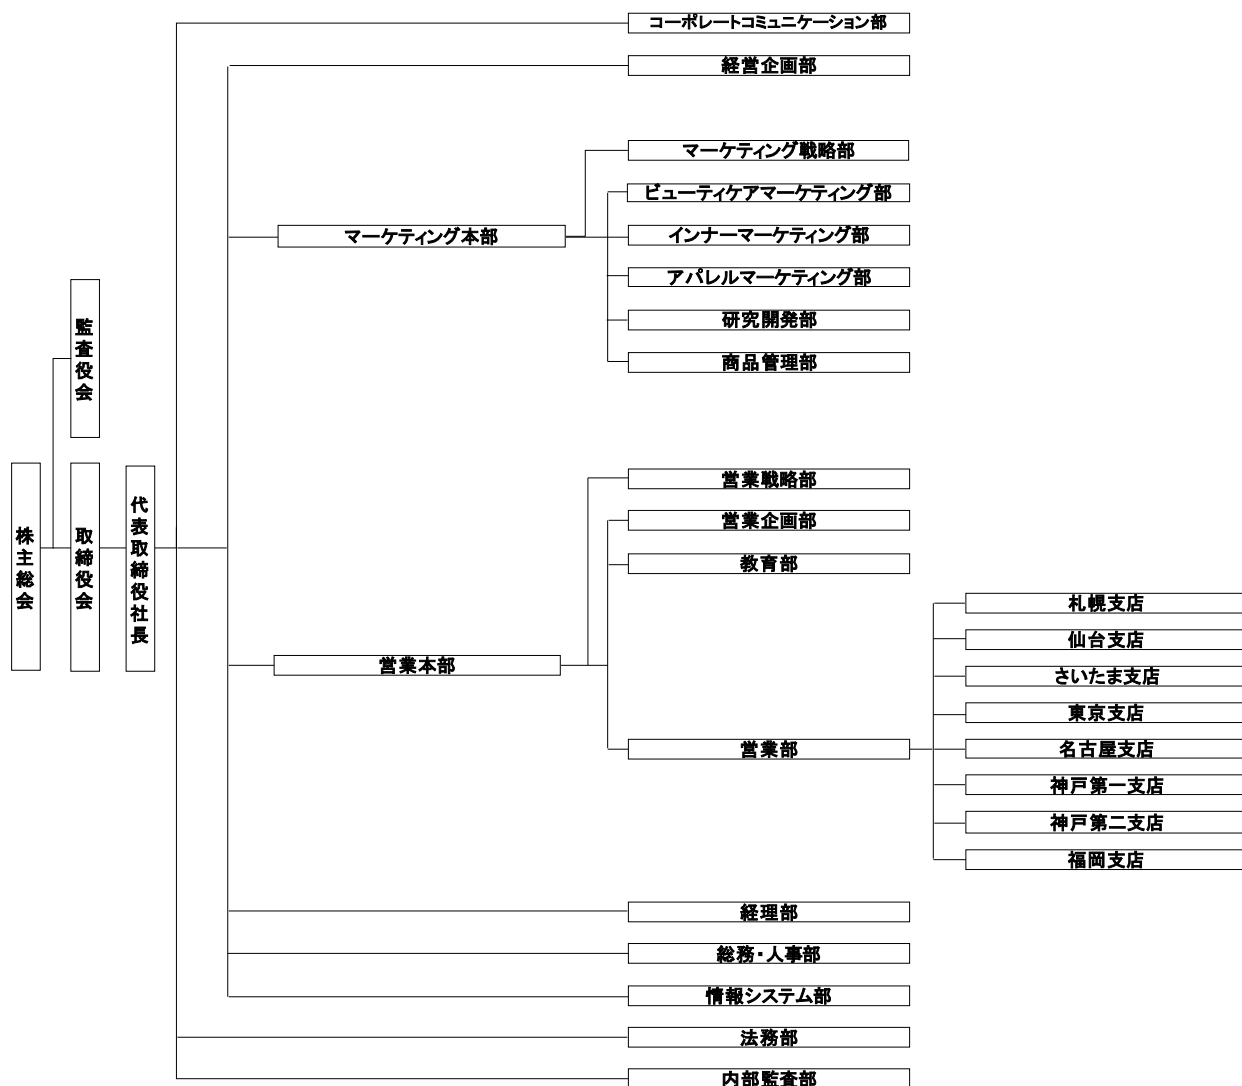 コーポレートコミュニケーション部
経営企画部
マーケティング戦略部
ビューティケアマーケティング部
マーケティング本部
インナーマーケティング部
アパレルマーケティング部
研究開発部
商品管理部
監査役会
株主総会
取締役会
代表取締役社長
営業戦略部
営業企画部
教育部
営業本部
営業部
札幌支店
仙台支店
さいたま支店
東京支店
名古屋支店
神戸第一支店
神戸第二支店
福岡支店
経理部
総務・人事部
情報システム部
法務部
内部監査部